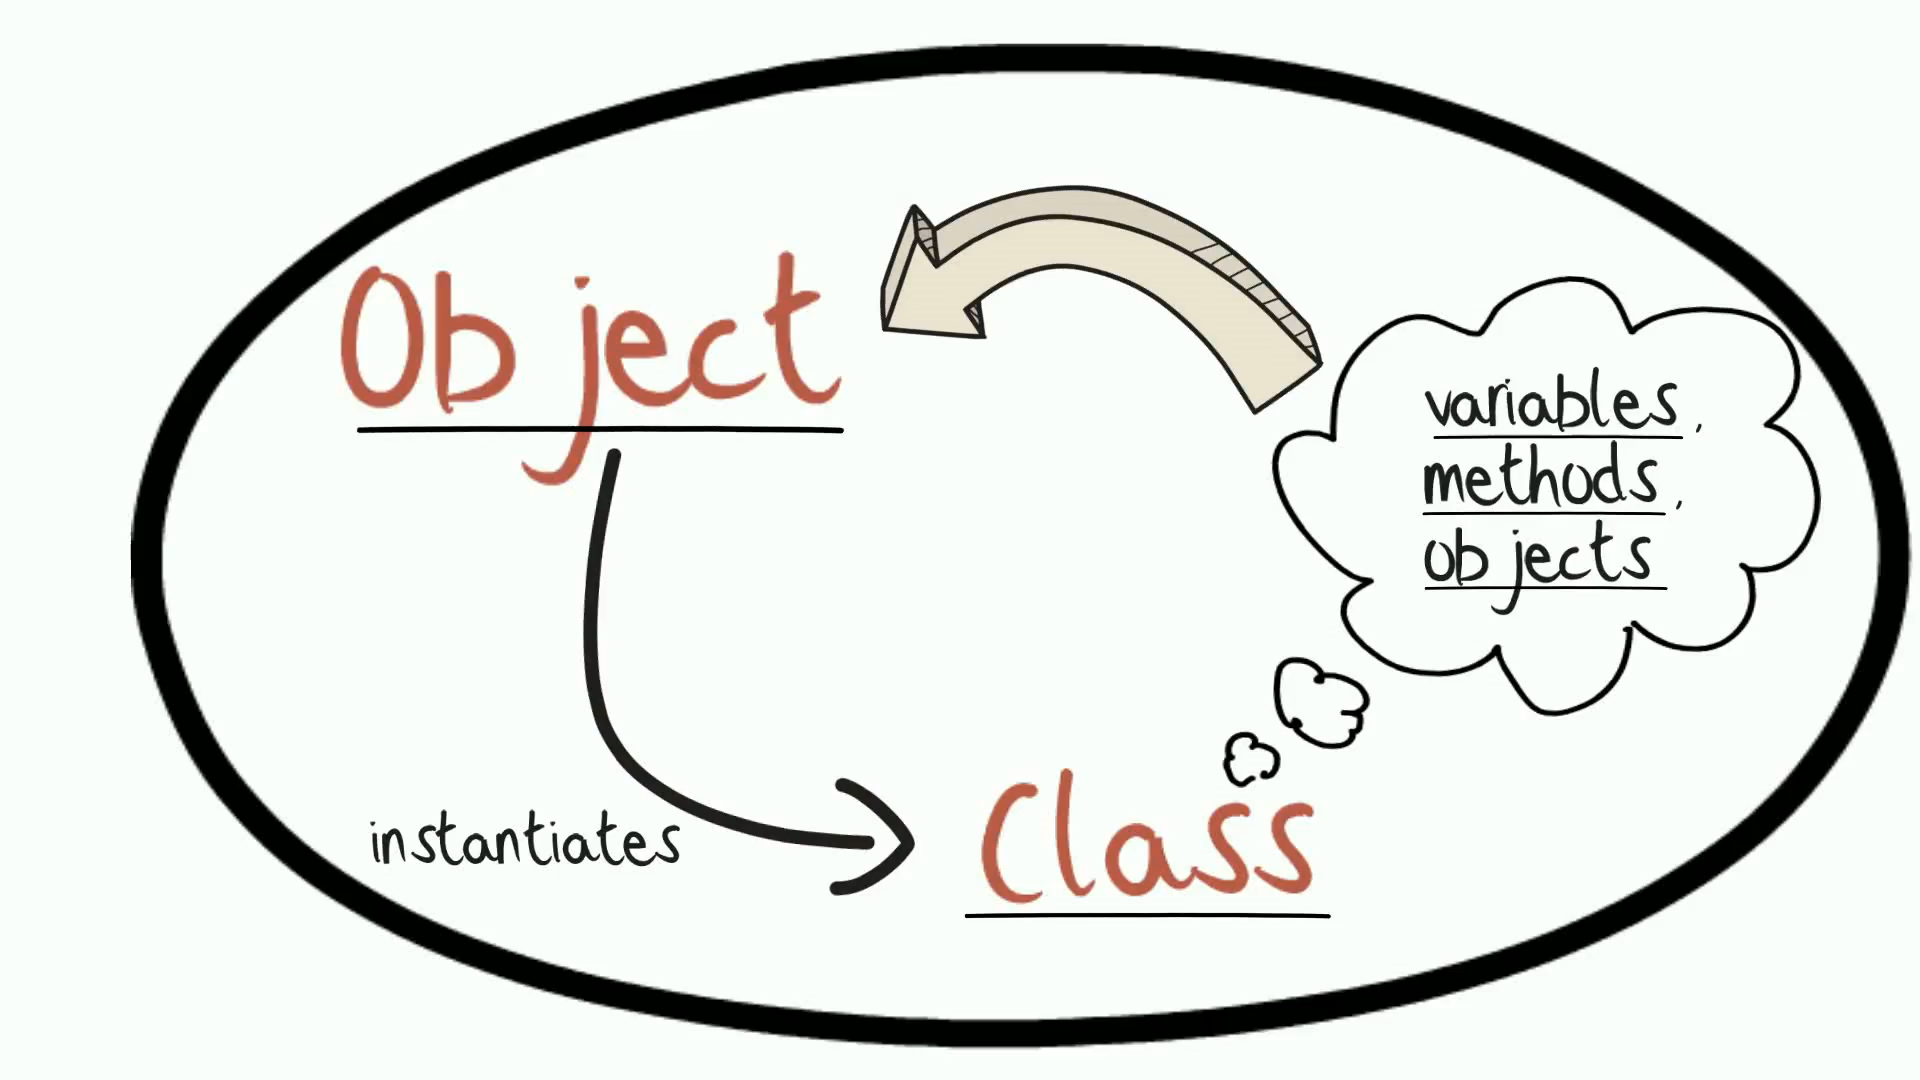 Object
variables,
methods,
objects
instantiates
Class